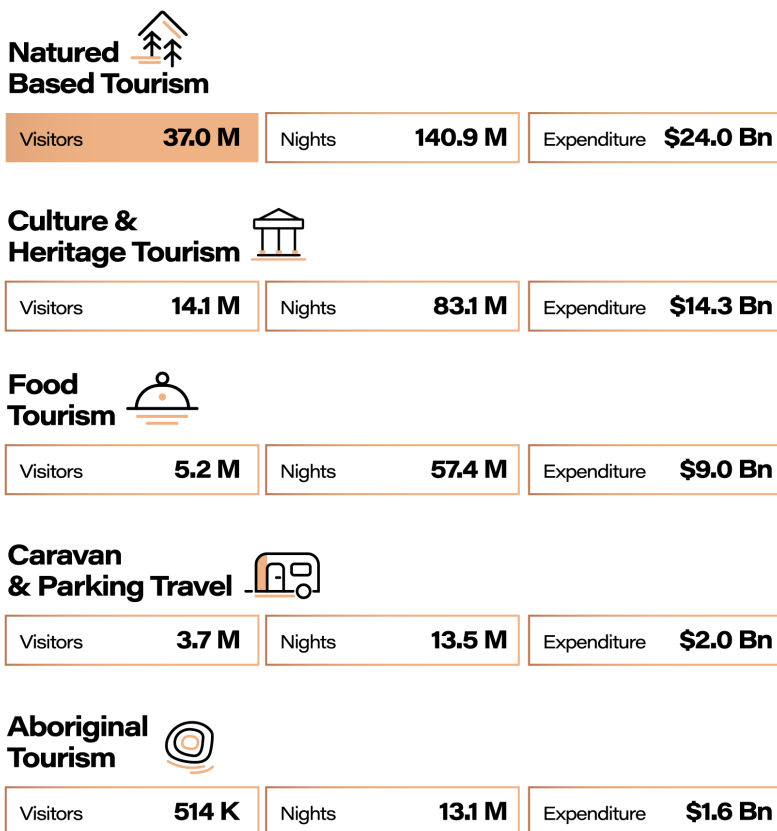 Natured
Based Tourism
Visitors 37.0 M Nights 140.9 M Expenditure $24.0 Bn
Culture &
Heritage Tourism
Visitors 14.1 M Nights 83.1 M Expenditure $14.3 Bn
Food
Tourism
Visitors 5.2 M Nights 57.4 M Expenditure $9.0 Bn
Caravan
& Parking Travel
Visitors 3.7 M Nights 13.5 M Expenditure $2.0 Bn
Aboriginal
Tourism
Visitors 514 K Nights 13.1 M Expenditure $1.6 Bn